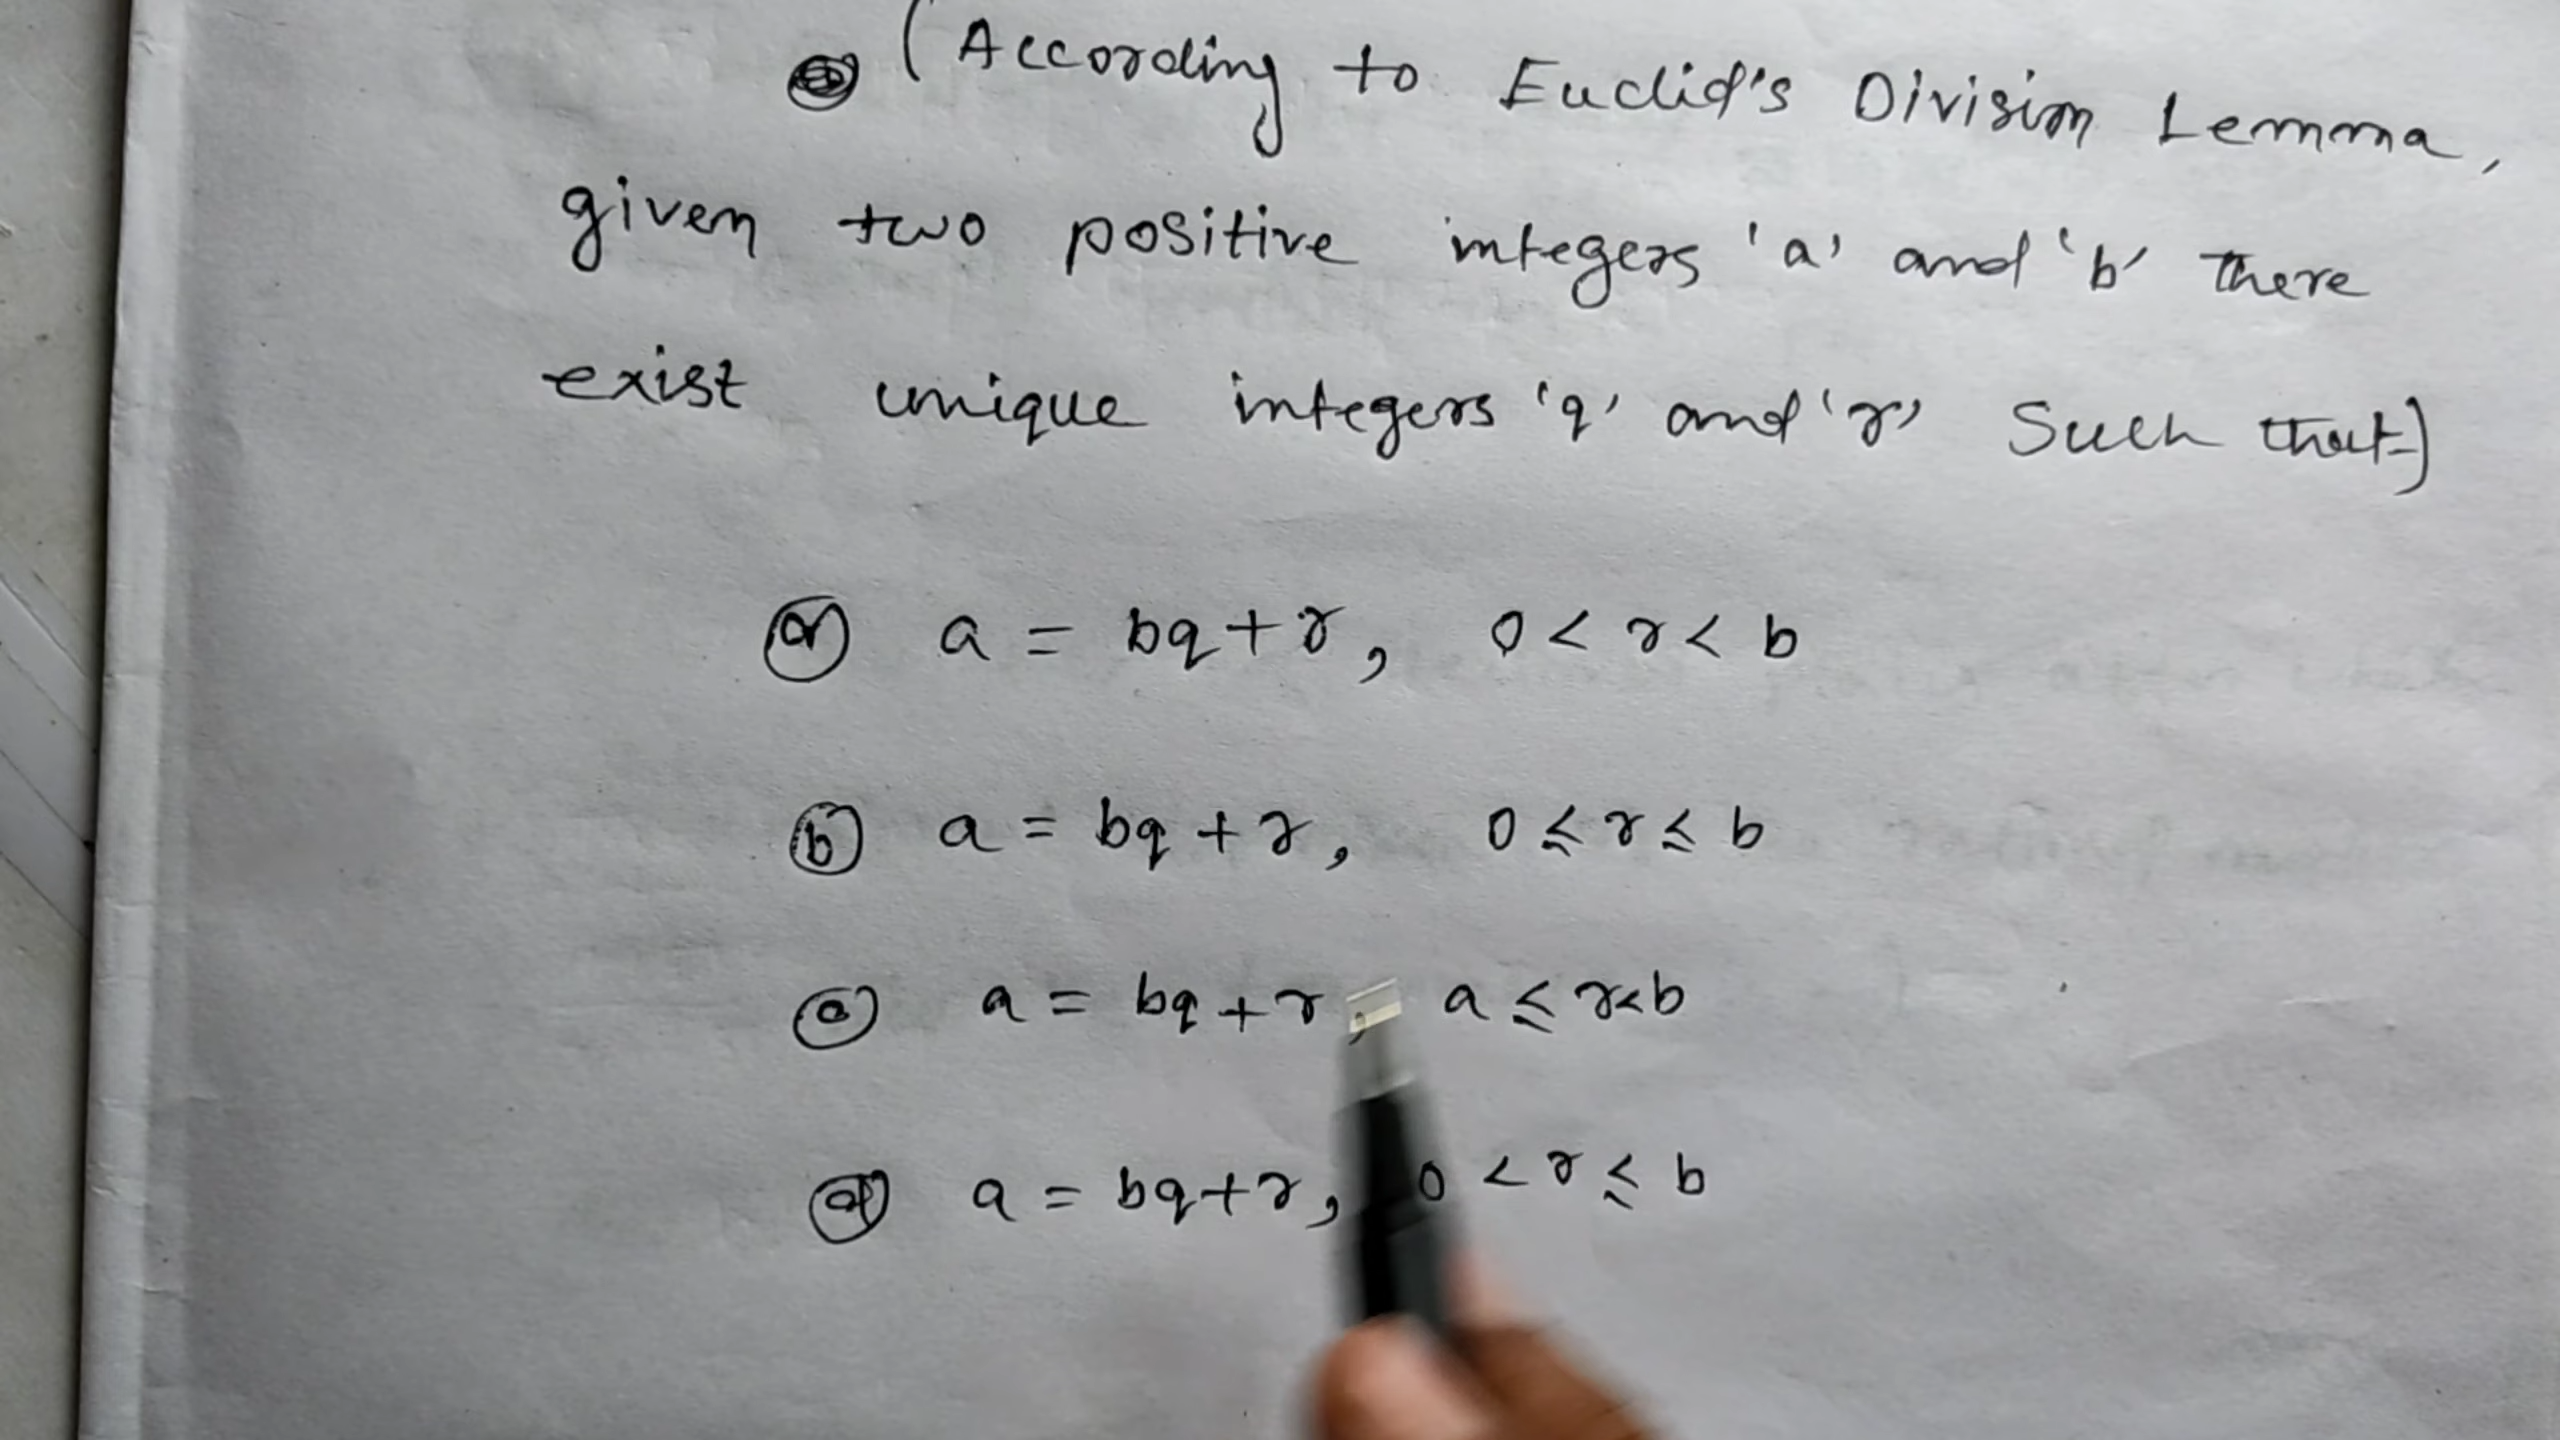 (According to Euclid's Division Lemma,
given two positive integers 'a' and 'b' there
exist unique integers 'q' and 'r' Such that)
(a) a = bq + r, 0 < r < b
(b) a = bq + r, 0 ≤ r ≤ b
(c) a = bq + r, a ≤ r < b
(d) a = bq + r, 0 < r ≤ b